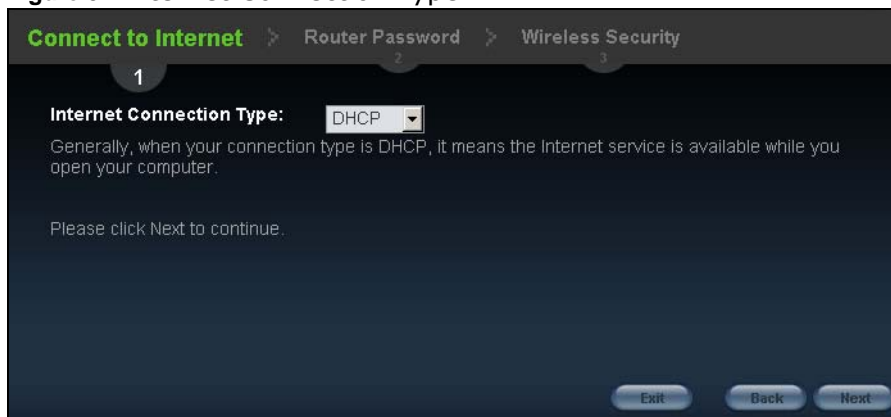 Connect to Internet > Router Password > Wireless Security
1 2 3
Internet Connection Type: DHCP
Generally, when your connection type is DHCP, it means the Internet service is available while you
open your computer.
Please click Next to continue.
Exit Back Next